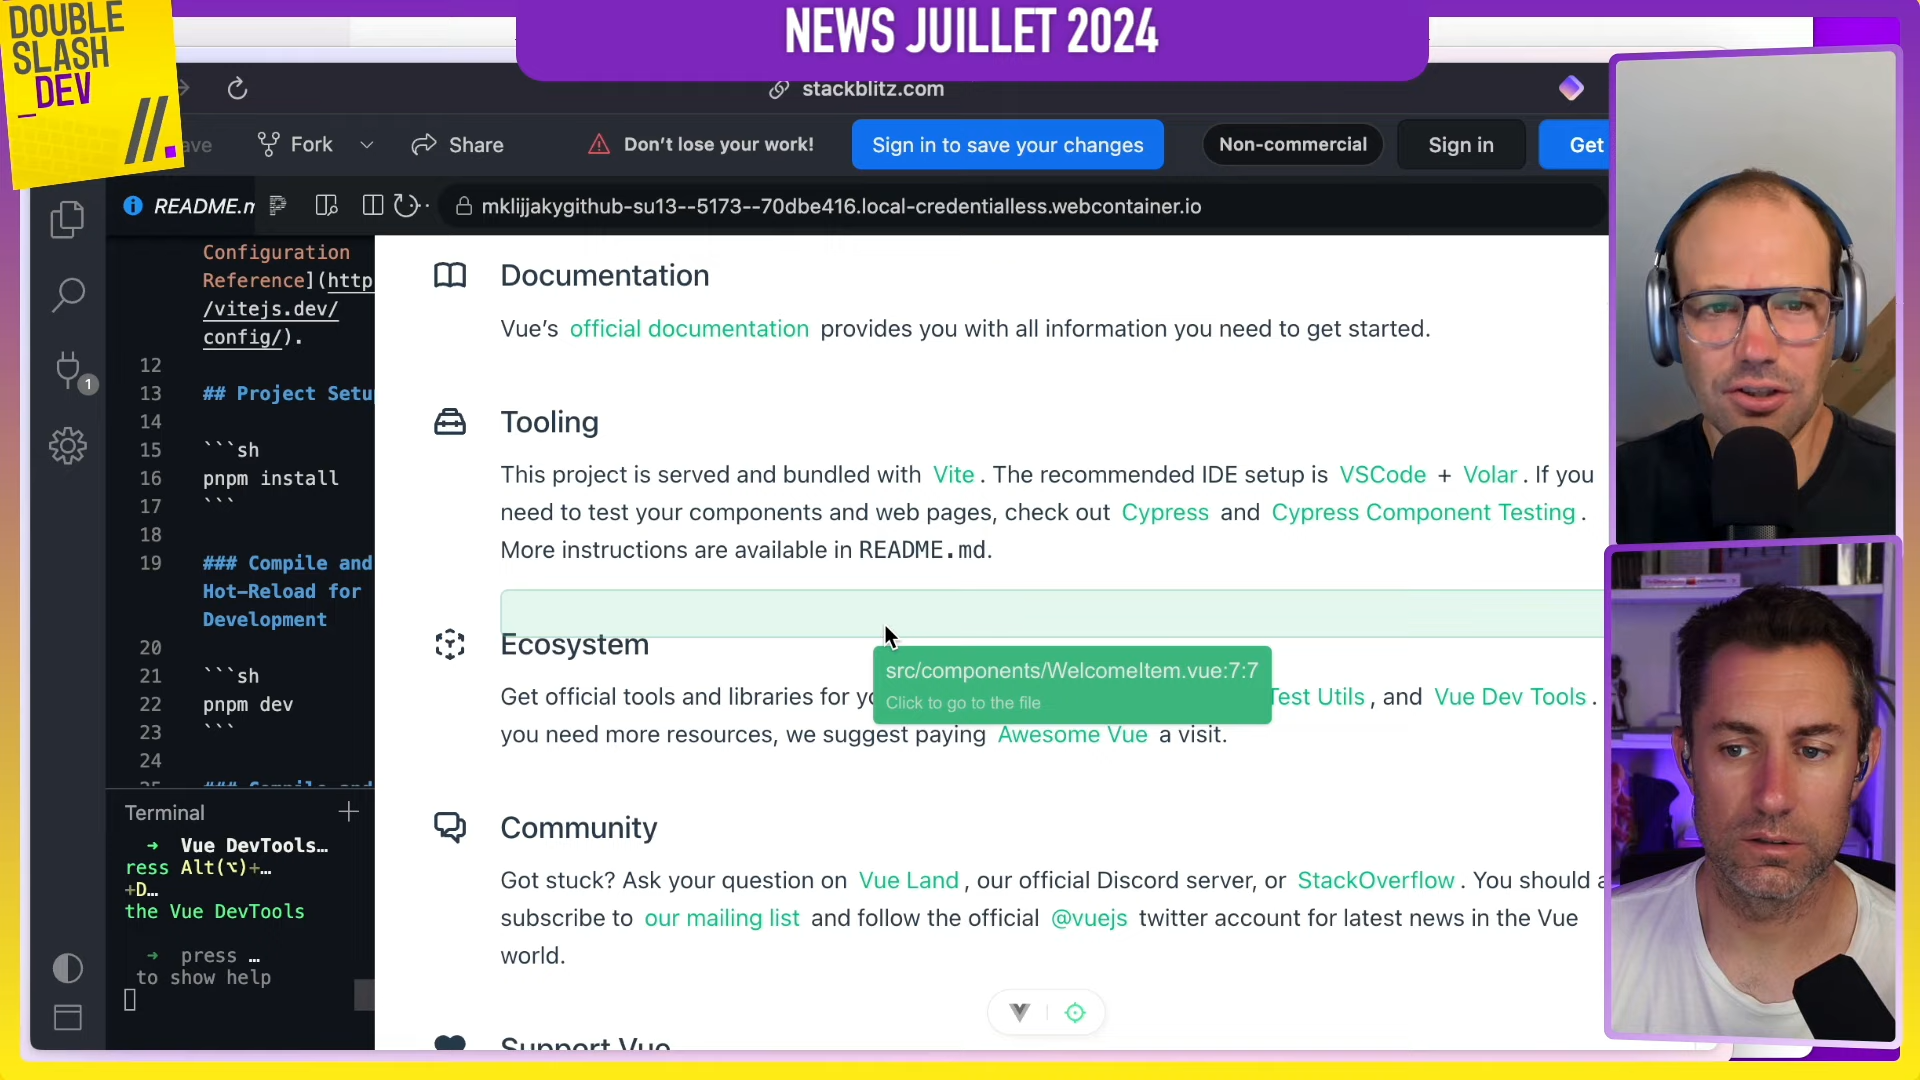 NEWS JUILLET 2024
DOUBLE
SLASH
_DEV
//.
stackblitz.com
Fork
Share
Don't lose your work!
Sign in to save your changes
Non-commercial
Sign in
Get
README.m
mklijjakygithub-su13--5173--70dbe416.local-credentialless.webcontainer.io
Configuration
Reference](http
/vitejs.dev/
config/).
12
13 ## Project Setu
14
15 ```sh
16 pnpm install
17 ```
18
19 ### Compile and
Hot-Reload for
Development
20
21 ```sh
22 pnpm dev
23 ```
24
Terminal
➜ Vue DevTools…
ress Alt(⌥)+…
+D…
the Vue DevTools
➜ press …
to show help
Documentation
Vue's official documentation provides you with all information you need to get started.
Tooling
This project is served and bundled with Vite. The recommended IDE setup is VSCode + Volar. If you
need to test your components and web pages, check out Cypress and Cypress Component Testing.
More instructions are available in README.md.
Ecosystem
src/components/WelcomeItem.vue:7:7
Click to go to the file
Get official tools and libraries for Test Utils, and Vue Dev Tools.
you need more resources, we suggest paying Awesome Vue a visit.
Community
Got stuck? Ask your question on Vue Land, our official Discord server, or StackOverflow. You should a
subscribe to our mailing list and follow the official @vuejs twitter account for latest news in the Vue
world.
Support Vue
1